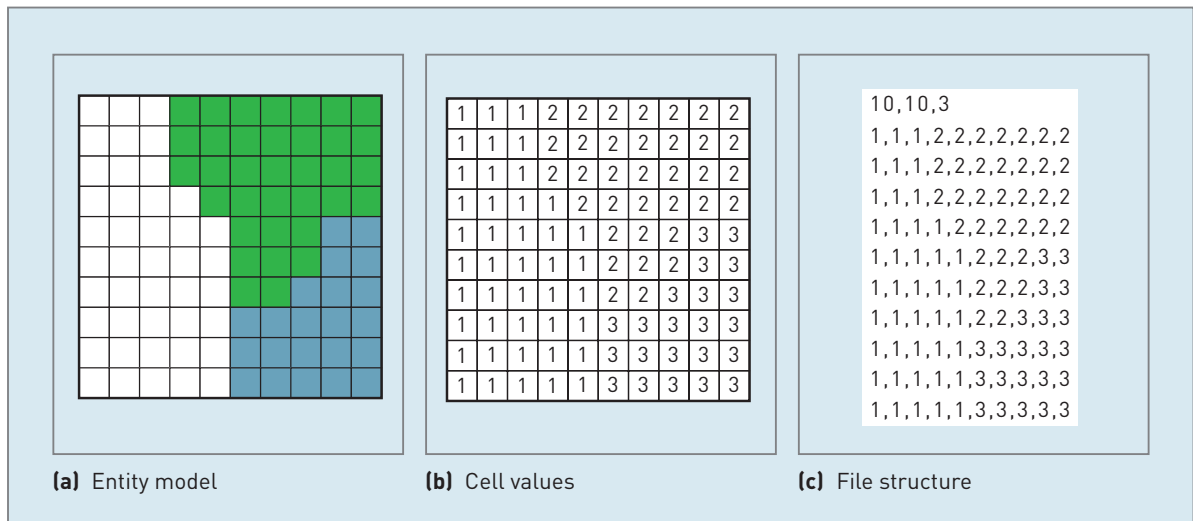 1 1 1 2 2 2 2 2 2 2
1 1 1 2 2 2 2 2 2 2
1 1 1 2 2 2 2 2 2 2
1 1 1 1 2 2 2 2 2 2
1 1 1 1 1 2 2 2 3 3
1 1 1 1 1 2 2 2 3 3
1 1 1 1 1 2 2 3 3 3
1 1 1 1 1 3 3 3 3 3
1 1 1 1 1 3 3 3 3 3
1 1 1 1 1 3 3 3 3 3
10,10,3
1,1,1,2,2,2,2,2,2,2
1,1,1,2,2,2,2,2,2,2
1,1,1,2,2,2,2,2,2,2
1,1,1,1,2,2,2,2,2,2
1,1,1,1,1,2,2,2,3,3
1,1,1,1,1,2,2,2,3,3
1,1,1,1,1,2,2,3,3,3
1,1,1,1,1,3,3,3,3,3
1,1,1,1,1,3,3,3,3,3
1,1,1,1,1,3,3,3,3,3
(a) Entity model
(b) Cell values
(c) File structure